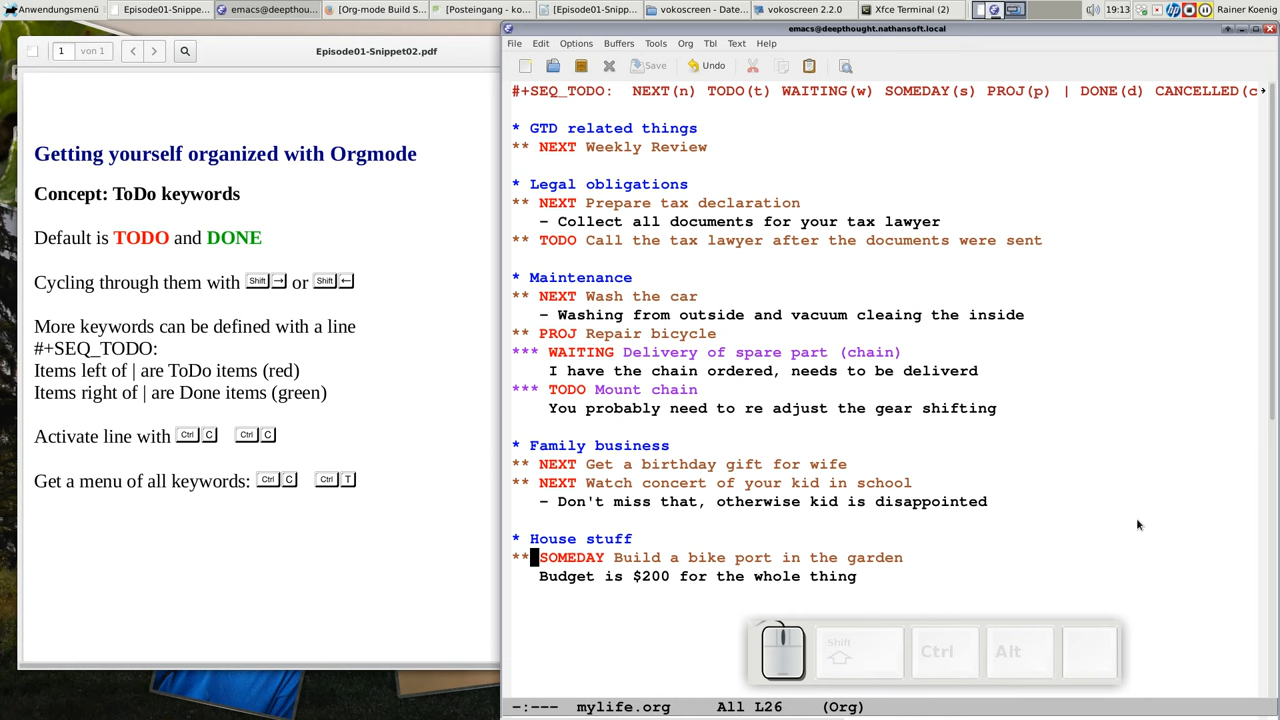 Anwendungsmenü
Episode01-Snippe...
emacs@deepthou...
[Org-mode Build S...
[Posteingang - ko...
[Episode01-Snipp...
vokoscreen - Date...
vokoscreen 2.2.0
Xfce Terminal (2)
19:13
Rainer Koenig
emacs@deepthought.nathansoft.local
File Edit Options Buffers Tools Org Tbl Text Help
Save Undo
1 von 1
Episode01-Snippet02.pdf
Getting yourself organized with Orgmode
Concept: ToDo keywords
Default is TODO and DONE
Cycling through them with Shift → or Shift ←
More keywords can be defined with a line
#+SEQ_TODO:
Items left of | are ToDo items (red)
Items right of | are Done items (green)
Activate line with Ctrl C Ctrl C
Get a menu of all keywords: Ctrl C Ctrl T
#+SEQ_TODO: NEXT(n) TODO(t) WAITING(w) SOMEDAY(s) PROJ(p) | DONE(d) CANCELLED(c
* GTD related things
** NEXT Weekly Review
* Legal obligations
** NEXT Prepare tax declaration
– Collect all documents for your tax lawyer
** TODO Call the tax lawyer after the documents were sent
* Maintenance
** NEXT Wash the car
– Washing from outside and vacuum cleaing the inside
** PROJ Repair bicycle
*** WAITING Delivery of spare part (chain)
I have the chain ordered, needs to be deliverd
*** TODO Mount chain
You probably need to re adjust the gear shifting
* Family business
** NEXT Get a birthday gift for wife
** NEXT Watch concert of your kid in school
– Don't miss that, otherwise kid is disappointed
* House stuff
** SOMEDAY Build a bike port in the garden
Budget is $200 for the whole thing
Shift Ctrl Alt
-:--- mylife.org All L26 (Org)